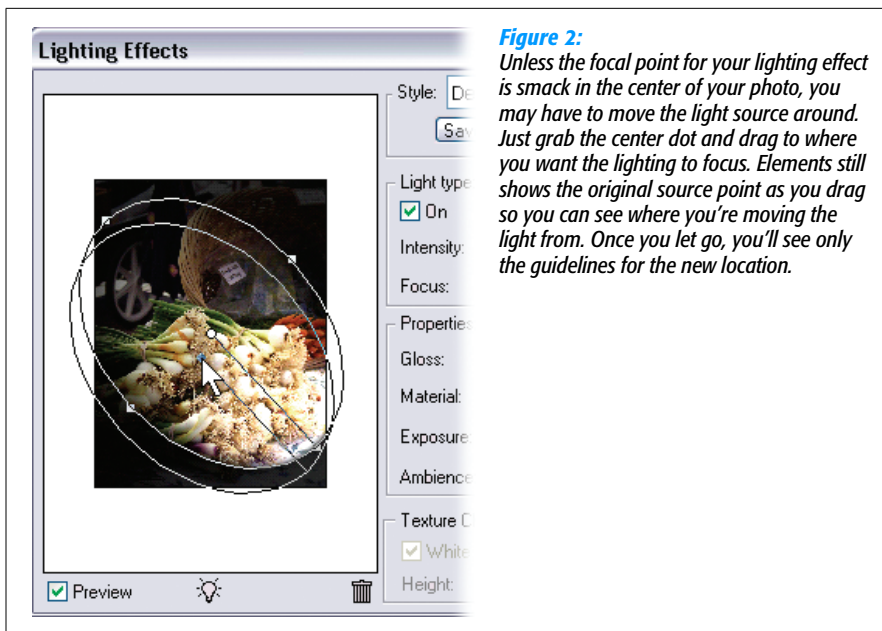 Lighting Effects
Style: De
Sav
Light type
On
Intensity:
Focus:
Properties
Gloss:
Material:
Exposure:
Ambience
Texture C
White
Height:
Preview
Figure 2:
Unless the focal point for your lighting effect
is smack in the center of your photo, you
may have to move the light source around.
Just grab the center dot and drag to where
you want the lighting to focus. Elements still
shows the original source point as you drag
so you can see where you’re moving the
light from. Once you let go, you’ll see only
the guidelines for the new location.